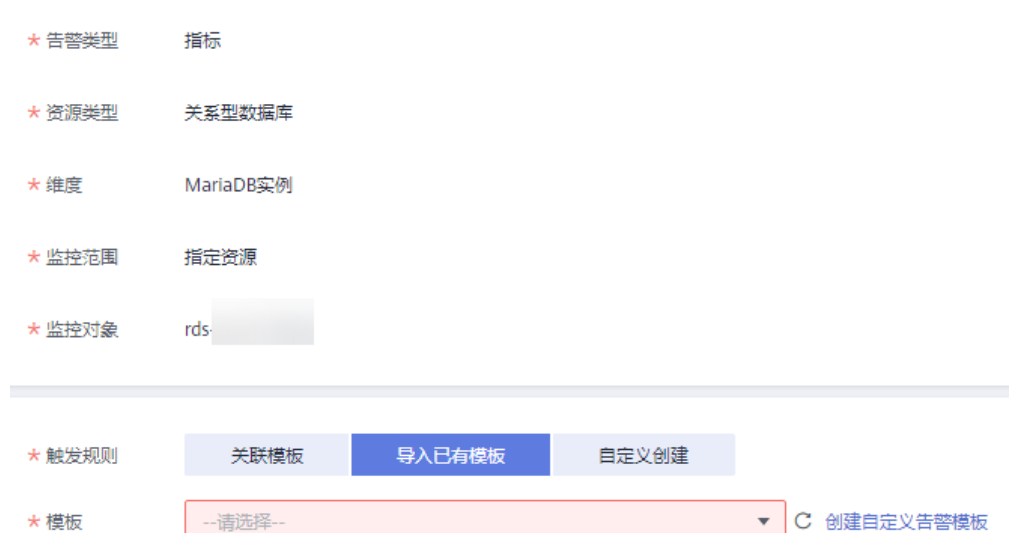 * 告警类型 指标
* 资源类型 关系型数据库
* 维度 MariaDB实例
* 监控范围 指定资源
* 监控对象 rds-
* 触发规则 关联模板 导入已有模板 自定义创建
* 模板 --请选择-- 创建自定义告警模板